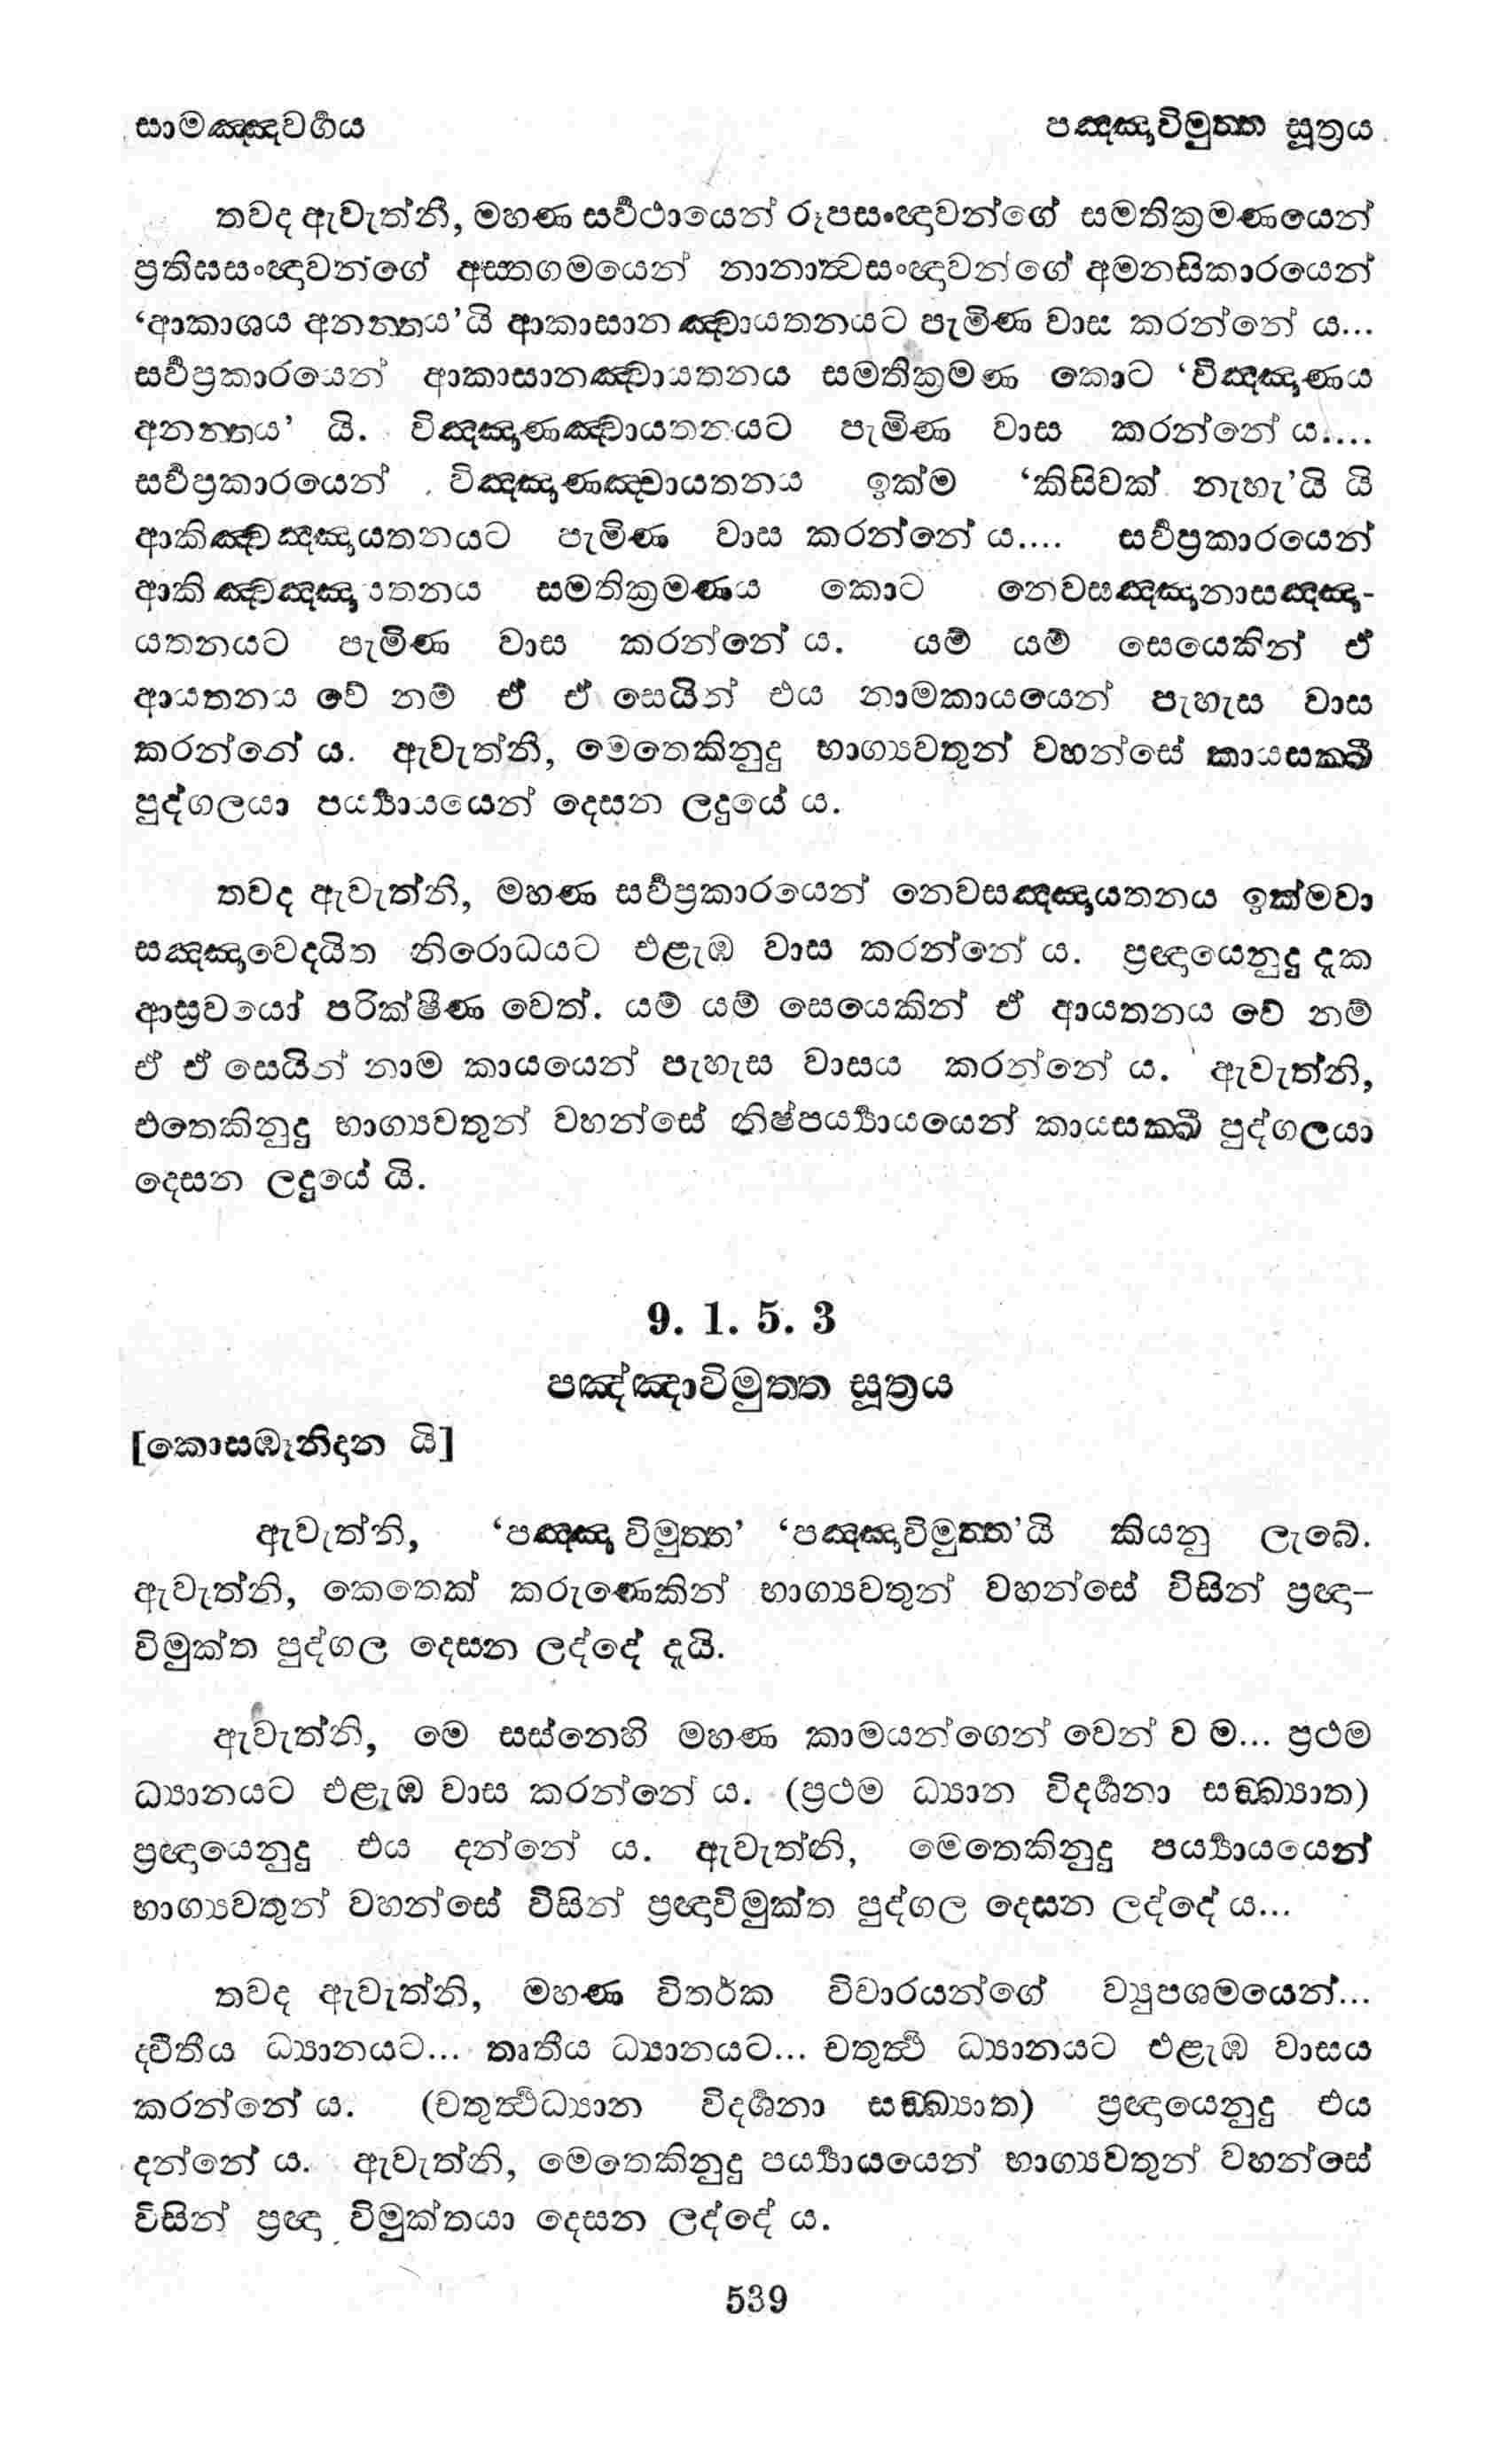 සාමඤ්ඤවර්‍ගය පඤ්ඤාවිමුත්ත සූත්‍රය
තවද ඇවැත්නි, මහණ සර්‍වථායෙන් රූපසංඥාවන්ගේ සමතික්‍රමණයෙන්
ප්‍රතිඝසංඥාවන්ගේ අස්තගමයෙන් නානාත්‍වසංඥාවන්ගේ අමනසිකාරයෙන්
‘ආකාශය අනන්තය’යි ආකාසානඤ්චායතනයට පැමිණ වාස කරන්නේ ය...
සර්‍වප්‍රකාරයෙන් ආකාසානඤ්චායතනය සමතික්‍රමණ කොට ‘විඤ්ඤාණය
අනන්තය’ යි. විඤ්ඤාණඤ්චායතනයට පැමිණ වාස කරන්නේ ය....
සර්‍වප්‍රකාරයෙන් විඤ්ඤාණඤ්චායතනය ඉක්ම ‘කිසිවක් නැහැ’යි යි
ආකිඤ්චඤ්ඤායතනයට පැමිණ වාස කරන්නේ ය.... සර්‍වප්‍රකාරයෙන්
ආකිඤ්චඤ්ඤායතනය සමතික්‍රමණය කොට නෙවසඤ්ඤානාසඤ්ඤා-
යතනයට පැමිණ වාස කරන්නේ ය. යම් යම් සෙයෙකින් ඒ
ආයතනය වේ නම් ඒ ඒ සෙයින් එය නාමකායයෙන් පැහැස වාස
කරන්නේ ය. ඇවැත්නි, මෙතෙකිනුදු භාග්‍යවතුන් වහන්සේ කායසක්ඛී
පුද්ගලයා පර්‍ය්‍යායයෙන් දෙසන ලදුයේ ය.
තවද ඇවැත්නි, මහණ සර්‍වප්‍රකාරයෙන් නෙවසඤ්ඤායතනය ඉක්මවා
සඤ්ඤාවෙදයිත නිරොධයට එළැඹ වාස කරන්නේ ය. ප්‍රඥායෙනුදු දැක
ආස්‍රවයෝ පරික්ෂීණ වෙත්. යම් යම් සෙයෙකින් ඒ ආයතනය වේ නම්
ඒ ඒ සෙයින් නාම කායයෙන් පැහැස වාසය කරන්නේ ය. ඇවැත්නි,
එතෙකිනුදු භාග්‍යවතුන් වහන්සේ නිෂ්පර්‍ය්‍යායයෙන් කායසක්ඛී පුද්ගලයා
දෙසන ලදුයේ යි.
9. 1. 5. 3
පඤ්ඤාවිමුත්ත සූත්‍රය
[කොසඹෑනිදාන යි]
ඇවැත්නි, ‘පඤ්ඤාවිමුත්ත’ ‘පඤ්ඤාවිමුත්ත’යි කියනු ලැබේ.
ඇවැත්නි, කෙතෙක් කරුණෙකින් භාග්‍යවතුන් වහන්සේ විසින් ප්‍රඥා-
විමුක්ත පුද්ගල දෙසන ලද්දේ දැයි.
ඇවැත්නි, මෙ සස්නෙහි මහණ කාමයන්ගෙන් වෙන් ව ම... ප්‍රථම
ධ්‍යානයට එළැඹ වාස කරන්නේ ය. (ප්‍රථම ධ්‍යාන විදර්‍ශනා සඞ්ඛ්‍යාත)
ප්‍රඥායෙනුදු එය දන්නේ ය. ඇවැත්නි, මෙතෙකිනුදු පර්‍ය්‍යායයෙන්
භාග්‍යවතුන් වහන්සේ විසින් ප්‍රඥාවිමුක්ත පුද්ගල දෙසන ලද්දේ ය...
තවද ඇවැත්නි, මහණ විතර්ක විචාරයන්ගේ ව්‍යුපශමයෙන්...
ද්විතීය ධ්‍යානයට... තෘතීය ධ්‍යානයට... චතුර්‍ත්‍ථ ධ්‍යානයට එළැඹ වාසය
කරන්නේ ය. (චතුර්‍ත්‍ථධ්‍යාන විදර්‍ශනා සඞ්ඛ්‍යාත) ප්‍රඥායෙනුදු එය
දන්නේ ය. ඇවැත්නි, මෙතෙකිනුදු පර්‍ය්‍යායයෙන් භාග්‍යවතුන් වහන්සේ
විසින් ප්‍රඥා විමුක්තයා දෙසන ලද්දේ ය.
539